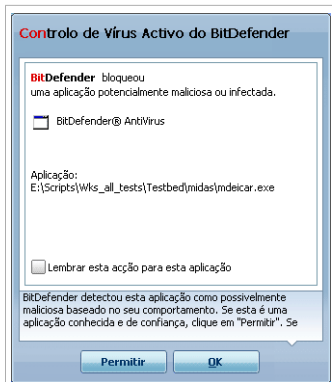 Controlo de Vírus Activo do BitDefender
BitDefender bloqueou
uma aplicação potencialmente maliciosa ou infectada.
BitDefender® AntiVirus
Aplicação:
E:\Scripts\Wks_all_tests\Testbed\midas\mdeicar.exe
Lembrar esta acção para esta aplicação
BitDefender detectou esta aplicação como possivelmente
maliciosa baseado no seu comportamento. Se esta é uma
aplicação conhecida e de confiança, clique em "Permitir". Se
Permitir
OK